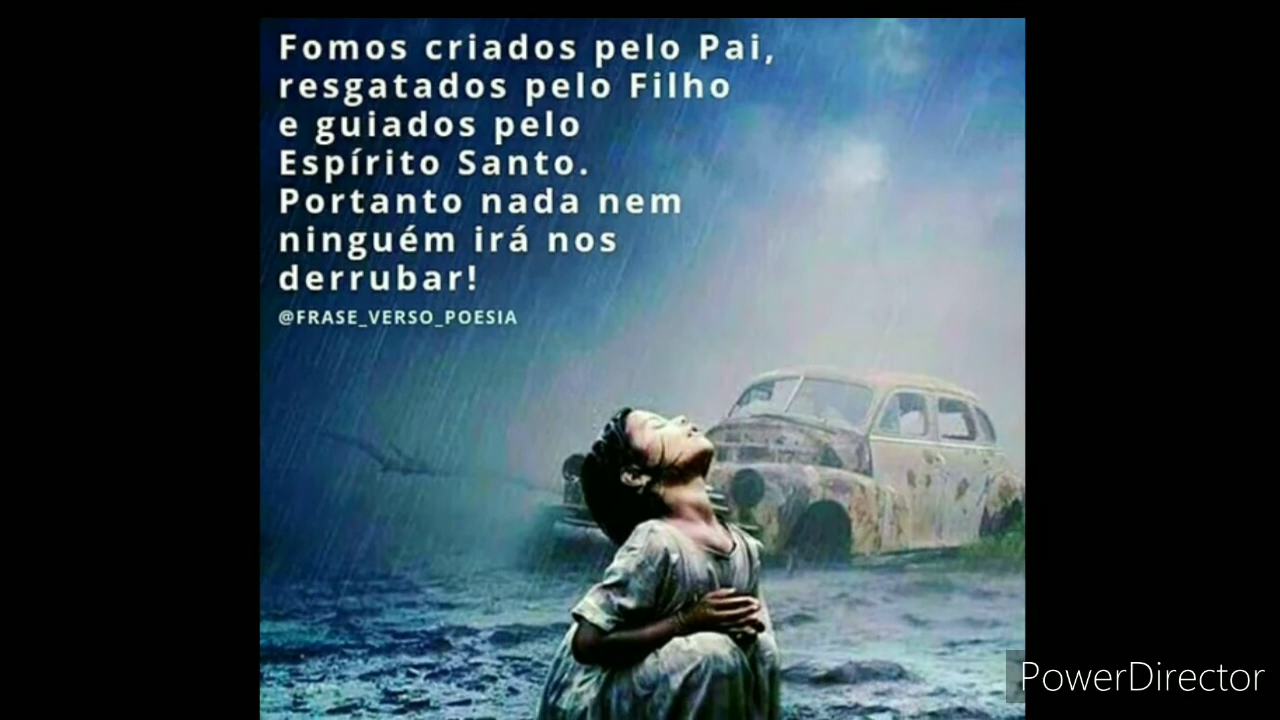 Fomos criados pelo Pai,
resgatados pelo Filho
e guiados pelo
Espírito Santo.
Portanto nada nem
ninguém irá nos
derrubar!
@FRASE_VERSO_POESIA
PowerDirector